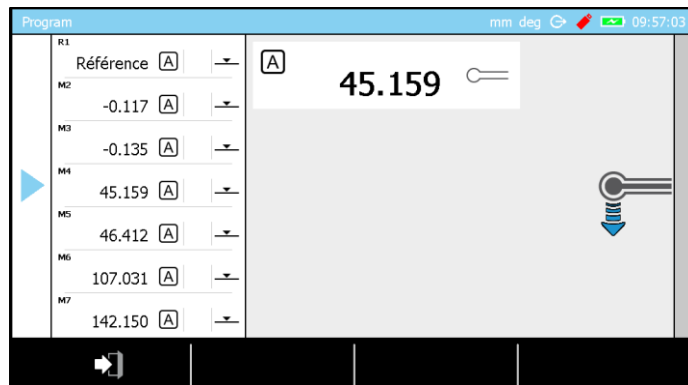 Program mm deg 09:57:03
R1
Référence A
M2
-0.117 A
M3
-0.135 A
M4
45.159 A
M5
46.412 A
M6
107.031 A
M7
142.150 A
A
45.159